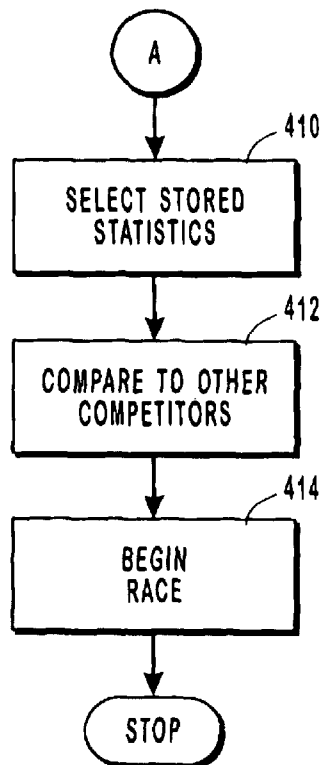 A
410
SELECT STORED
STATISTICS
412
COMPARE TO OTHER
COMPETITORS
414
BEGIN
RACE
STOP